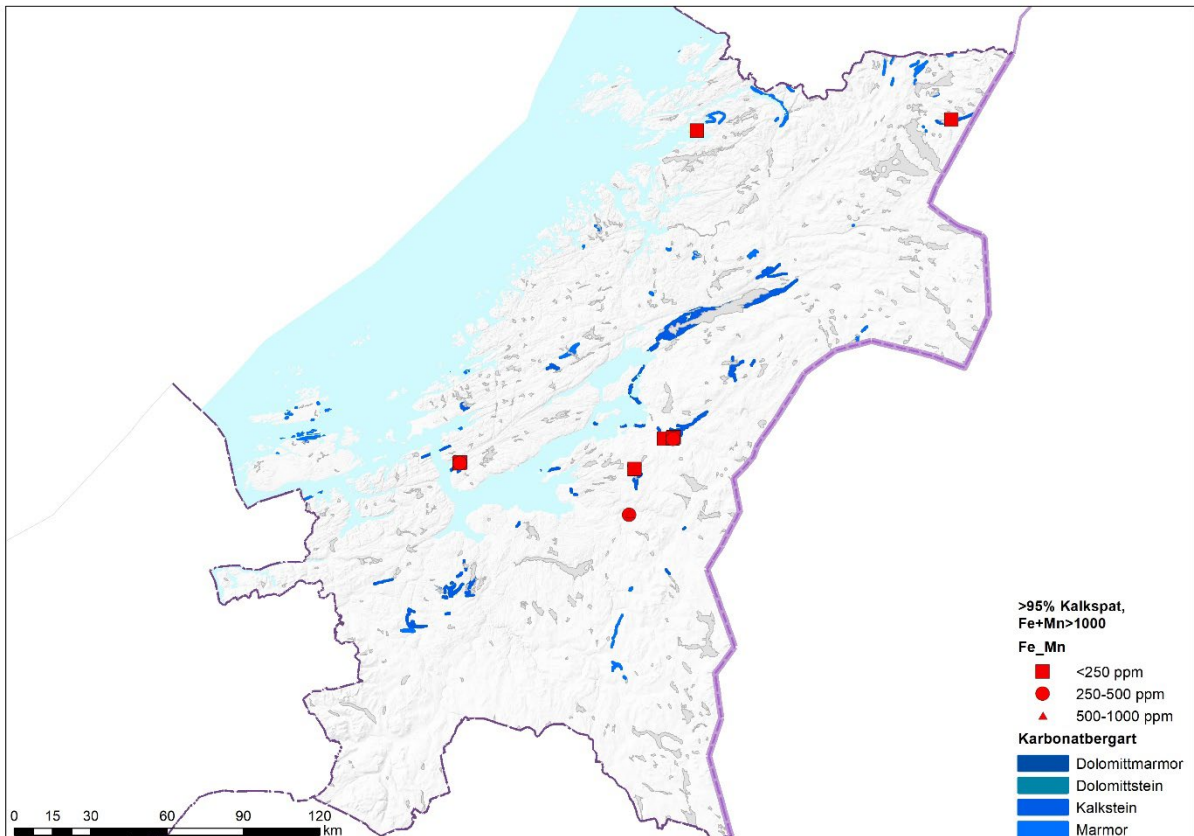 >95% Kalkspat,
Fe+Mn>1000
Fe_Mn
<250 ppm
250-500 ppm
500-1000 ppm
Karbonatbergart
Dolomittmarmor
Dolomittstein
Kalkstein
Marmor
0 15 30 60 90 120
km